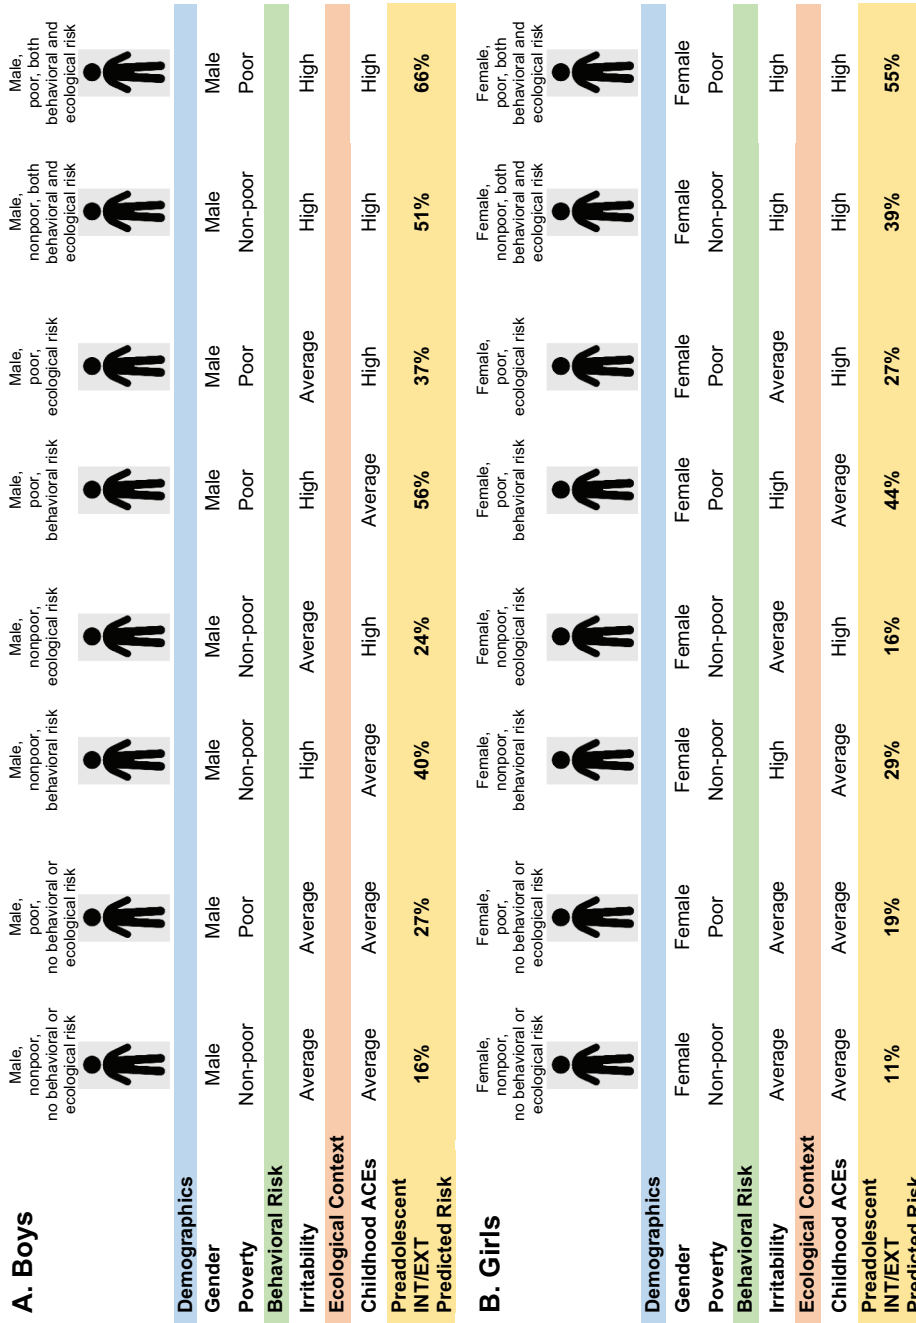 A. Boys
Male,
nonpoor,
no behavioral or
ecological risk
Male,
poor,
no behavioral or
ecological risk
Male,
nonpoor,
behavioral risk
Male,
nonpoor,
ecological risk
Male,
poor,
behavioral risk
Male,
poor,
ecological risk
Male,
nonpoor, both
behavioral and
ecological risk
Male,
poor, both
behavioral and
ecological risk
Demographics
Gender Male Male Male Male Male Male Male Male
Poverty Non-poor Poor Non-poor Non-poor Poor Poor Non-poor Poor
Behavioral Risk
Irritability Average Average High Average High Average High High
Ecological Context
Childhood ACEs Average Average Average High Average High High High
Preadolescent
INT/EXT 16% 27% 40% 24% 56% 37% 51% 66%
Predicted Risk
B. Girls
Female,
nonpoor,
no behavioral or
ecological risk
Female,
poor,
no behavioral or
ecological risk
Female,
nonpoor,
behavioral risk
Female,
nonpoor,
ecological risk
Female,
poor,
behavioral risk
Female,
poor,
ecological risk
Female,
nonpoor, both
behavioral and
ecological risk
Female,
poor, both
behavioral and
ecological risk
Demographics
Gender Female Female Female Female Female Female Female Female
Poverty Non-poor Poor Non-poor Non-poor Poor Poor Non-poor Poor
Behavioral Risk
Irritability Average Average High Average High Average High High
Ecological Context
Childhood ACEs Average Average Average High Average High High High
Preadolescent
INT/EXT 11% 19% 29% 16% 44% 27% 39% 55%
Predicted Risk